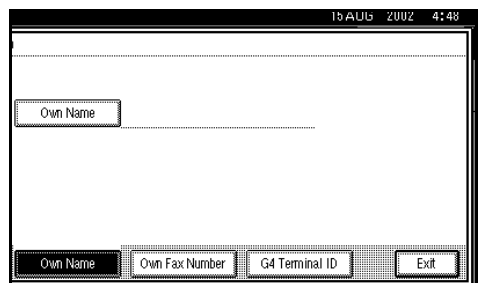 15 AUG 2002 4:48
Own Name
Own Name Own Fax Number G4 Terminal ID Exit